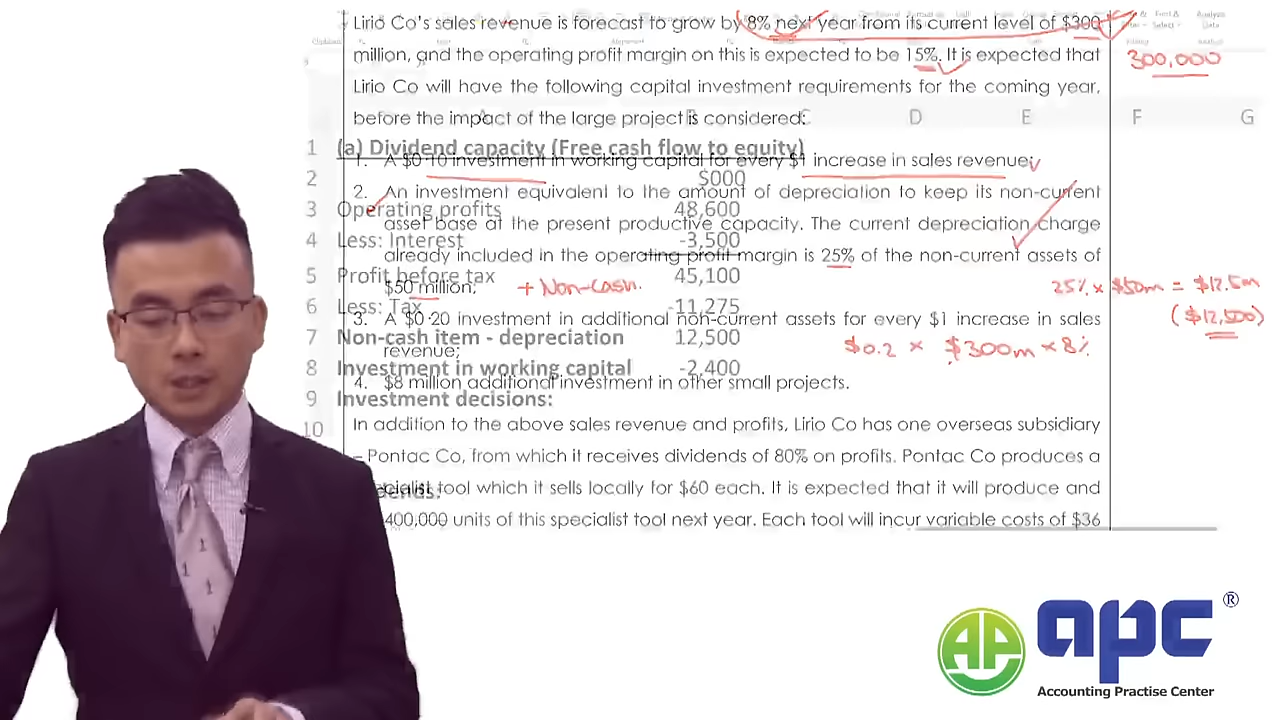 Lirio Co's sales revenue is forecast to grow by 8% next year from its current level of $300
million, and the operating profit margin on this is expected to be 15%. It is expected that
300,000
Lirio Co will have the following capital investment requirements for the coming year,
before the impact of the large project is considered:
A B C D E F G
1 (a) Dividend capacity (Free cash flow to equity)
1. A $0·10 investment in working capital for every $1 increase in sales revenue;
2 $000
2. An investment equivalent to the amount of depreciation to keep its non-current
3 Operating profits 48,600
asset base at the present productive capacity. The current depreciation charge
4 Less: Interest -3,500
already included in the operating profit margin is 25% of the non-current assets of
5 Profit before tax 45,100
$50 million; + Non-Cash.
25% × $50m = $12.5m
6 Less: Tax -11,275
($12,500)
3. A $0·20 investment in additional non-current assets for every $1 increase in sales
7 Non-cash item - depreciation 12,500
revenue;
$0.2 × $300m × 8%
8 Investment in working capital -2,400
4. $8 million additional investment in other small projects.
9 Investment decisions:
10
In addition to the above sales revenue and profits, Lirio Co has one overseas subsidiary
– Pontac Co, from which it receives dividends of 80% on profits. Pontac Co produces a
tool which it sells locally for $60 each. It is expected that it will produce and
400,000 units of this specialist tool next year. Each tool will incur variable costs of $36
AP
apc ®
Accounting Practise Center